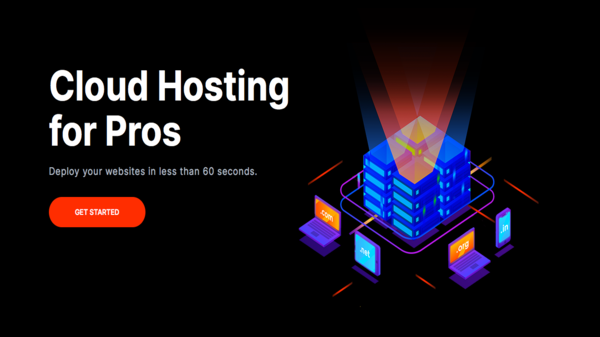 Cloud Hosting
for Pros
Deploy your websites in less than 60 seconds.
GET STARTED
.com
.net
.org
.in